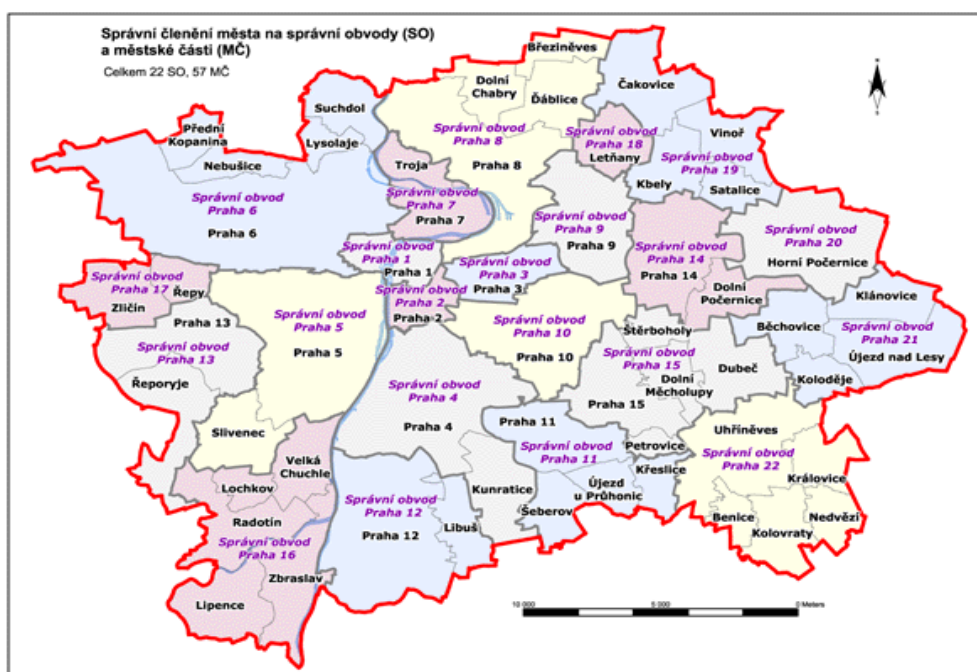 Správní členění města na správní obvody (SO)
a městské části (MČ)
Celkem 22 SO, 57 MČ
Březiněves
Dolní
Chabry
Ďáblice
Čakovice
Suchdol
Lysolaje
Přední
Kopanina
Nebušice
Správní obvod
Praha 8
Praha 8
Správní obvod
Praha 18
Letňany
Vinoř
Správní obvod
Praha 19
Kbely
Satalice
Troja
Správní obvod
Praha 7
Praha 7
Správní obvod
Praha 6
Praha 6
Správní obvod
Praha 9
Praha 9
Správní obvod
Praha 20
Horní Počernice
Správní obvod
Praha 1
Praha 1
Správní obvod
Praha 3
Praha 3
Správní obvod
Praha 14
Praha 14
Dolní
Počernice
Správní obvod
Praha 17
Zličín
Řepy
Správní obvod
Praha 2
Praha 2
Klánovice
Běchovice
Správní obvod
Praha 21
Újezd nad Lesy
Koloděje
Praha 13
Správní obvod
Praha 13
Řeporyje
Správní obvod
Praha 5
Praha 5
Správní obvod
Praha 10
Praha 10
Štěrboholy
Správní obvod
Praha 15
Dolní
Měcholupy
Dubeč
Praha 15
Petrovice
Správní obvod
Praha 4
Praha 4
Praha 11
Správní obvod
Praha 11
Křeslice
Újezd
u Průhonic
Šeberov
Kunratice
Uhříněves
Správní obvod
Praha 22
Královice
Benice
Nedvězí
Kolovraty
Slivenec
Velká
Chuchle
Lochkov
Radotín
Správní obvod
Praha 16
Zbraslav
Lipence
Správní obvod
Praha 12
Praha 12
Libuš
10 000
5 000
0 Meters